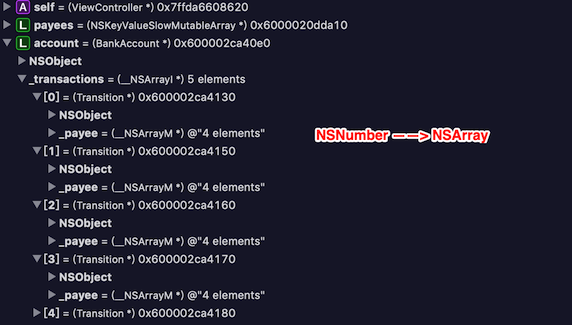 A self = (ViewController *) 0x7ffda6608620
L payees = (NSKeyValueSlowMutableArray *) 0x6000020dda10
L account = (BankAccount *) 0x600002ca40e0
NSObject
_transactions = (__NSArrayI *) 5 elements
[0] = (Transition *) 0x600002ca4130
NSObject
_payee = (__NSArrayM *) @"4 elements"
NSNumber ——> NSArray
[1] = (Transition *) 0x600002ca4150
NSObject
_payee = (__NSArrayM *) @"4 elements"
[2] = (Transition *) 0x600002ca4160
NSObject
_payee = (__NSArrayM *) @"4 elements"
[3] = (Transition *) 0x600002ca4170
NSObject
_payee = (__NSArrayM *) @"4 elements"
[4] = (Transition *) 0x600002ca4180